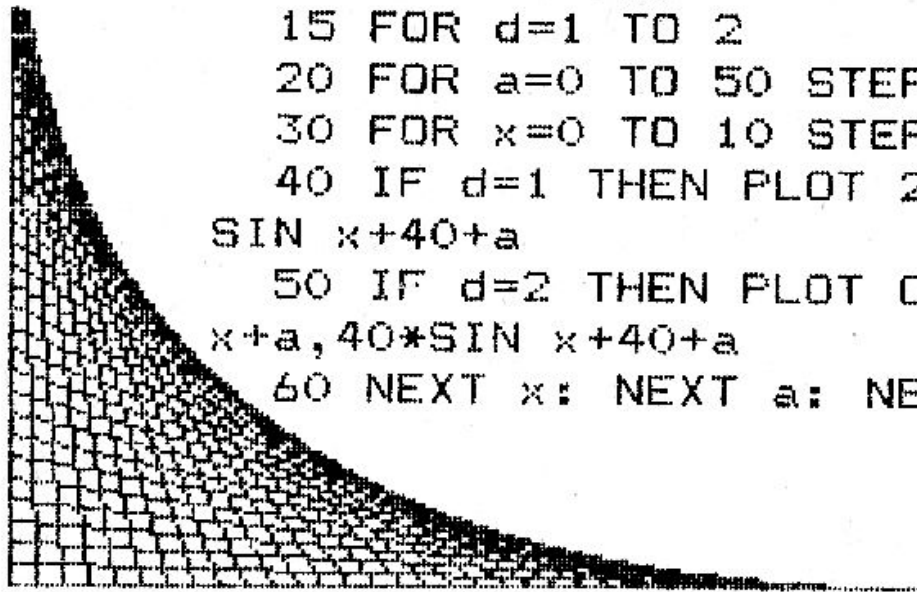 15 FOR d=1 TO 2
20 FOR a=0 TO 50 STEP
30 FOR x=0 TO 10 STEP
40 IF d=1 THEN PLOT 2
SIN x+40+a
50 IF d=2 THEN PLOT
x+a,40*SIN x+40+a
60 NEXT x: NEXT a: NE